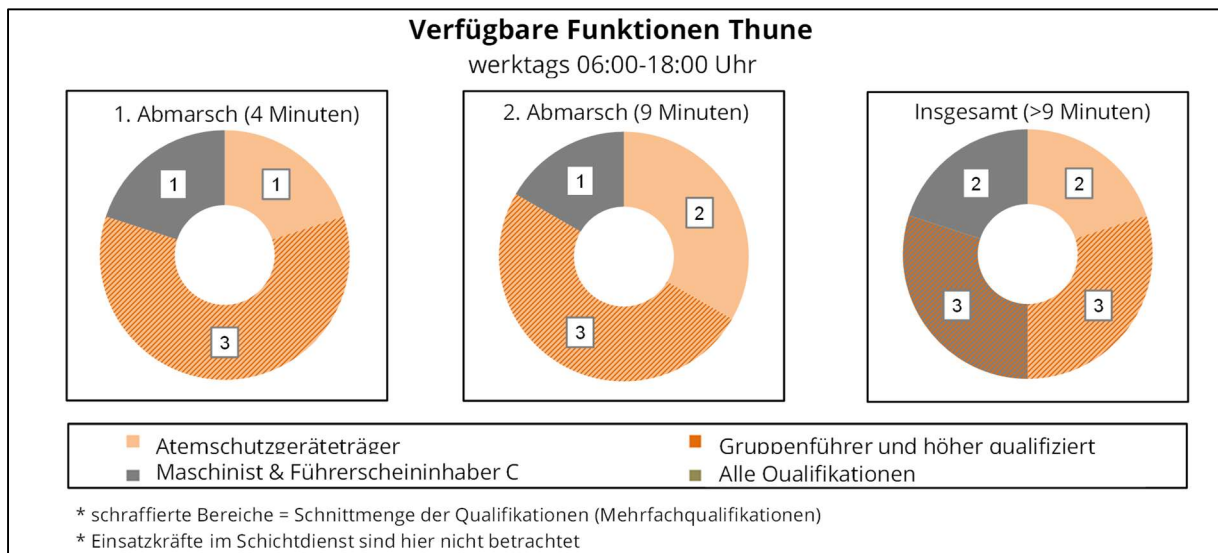 Verfügbare Funktionen Thune
werktags 06:00-18:00 Uhr
1. Abmarsch (4 Minuten)
1
1
3
2. Abmarsch (9 Minuten)
1
2
3
Insgesamt (>9 Minuten)
2
2
3
3
Atemschutzgeräteträger
Gruppenführer und höher qualifiziert
Maschinist & Führerscheininhaber C
Alle Qualifikationen
* schraffierte Bereiche = Schnittmenge der Qualifikationen (Mehrfachqualifikationen)
* Einsatzkräfte im Schichtdienst sind hier nicht betrachtet